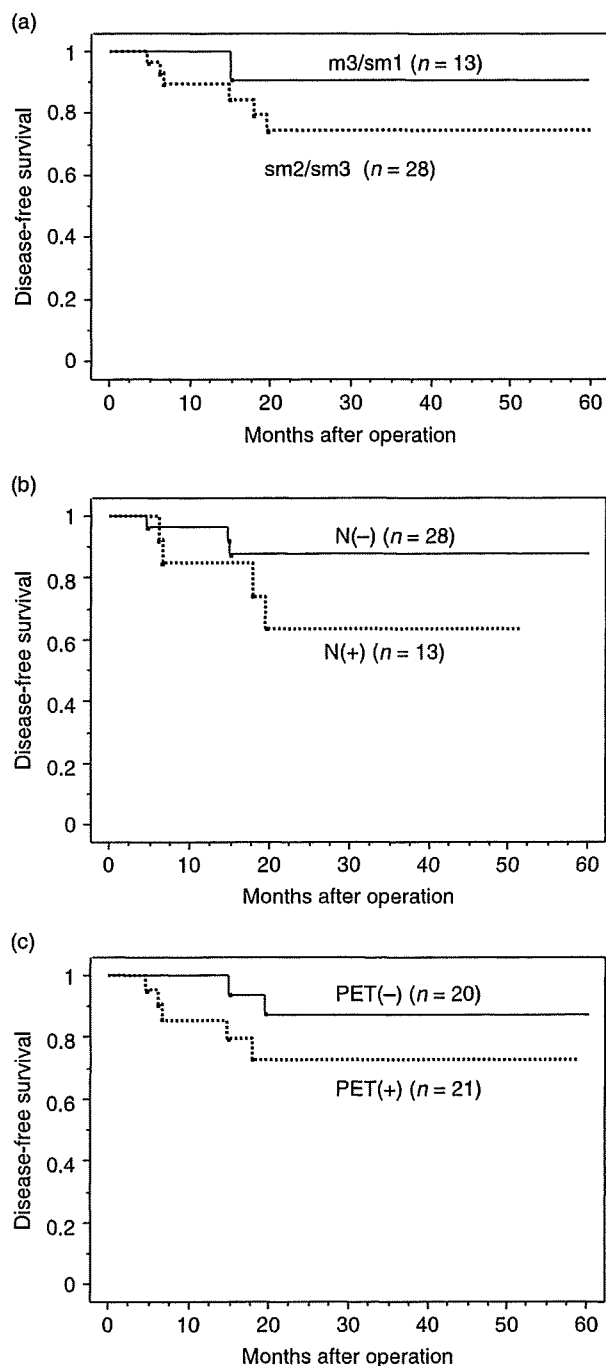 (a)
1
0.8
0.6
0.4
0.2
0
Disease-free survival
m3/sm1 (n = 13)
sm2/sm3 (n = 28)
0 10 20 30 40 50 60
Months after operation
(b)
1
0.8
0.6
0.4
0.2
0
Disease-free survival
N(–) (n = 28)
N(+) (n = 13)
0 10 20 30 40 50 60
Months after operation
(c)
1
0.8
0.6
0.4
0.2
0
Disease-free survival
PET(–) (n = 20)
PET(+) (n = 21)
0 10 20 30 40 50 60
Months after operation